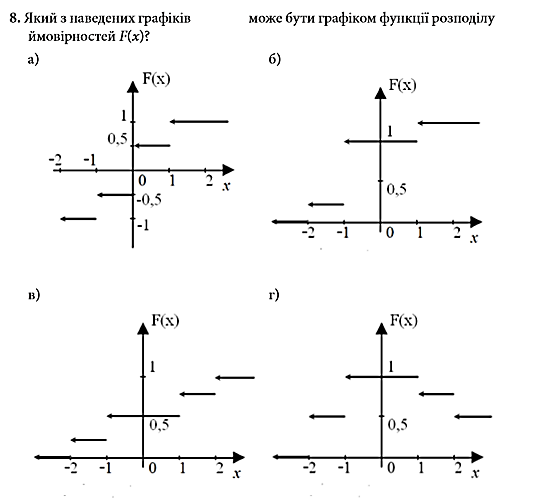 8. Який з наведених графіків може бути графіком функції розподілу
ймовірностей F(x)?
а)
F(x)
1
0,5
-2 -1
0 1 2 x
-0,5
-1
б)
F(x)
1
0,5
-2 -1 0 1 2 x
в)
F(x)
1
0,5
-2 -1 0 1 2 x
г)
F(x)
1
0,5
-2 -1 0 1 2 x